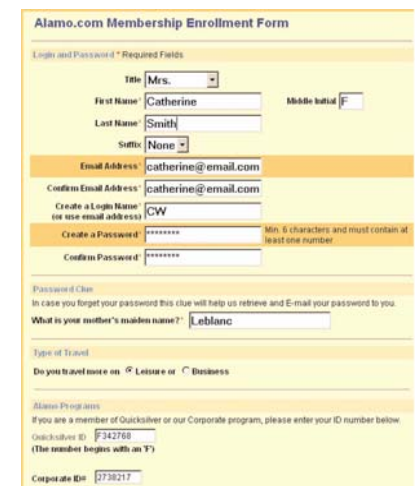 Alamo.com Membership Enrollment Form
Login and Password * Required Fields
Title Mrs.
First Name* Catherine Middle Initial F
Last Name* Smith
Suffix None
Email Address* catherine@email.com
Confirm Email Address* catherine@email.com
Create a Login Name*
(or use email address) CW
Create a Password* ******** Min. 6 characters and must contain at
least one number
Confirm Password* ********
Password Clue
In case you forget your password this clue will help us retrieve and E-mail your password to you.
What is your mother's maiden name?*. Leblanc
Type of Travel
Do you travel more on Leisure or Business
Alamo Programs
If you are a member of Quicksilver or our Corporate program, please enter your ID number below.
Quicksilver ID F342768
(The number begins with an 'F')
Corporate ID# 2738217